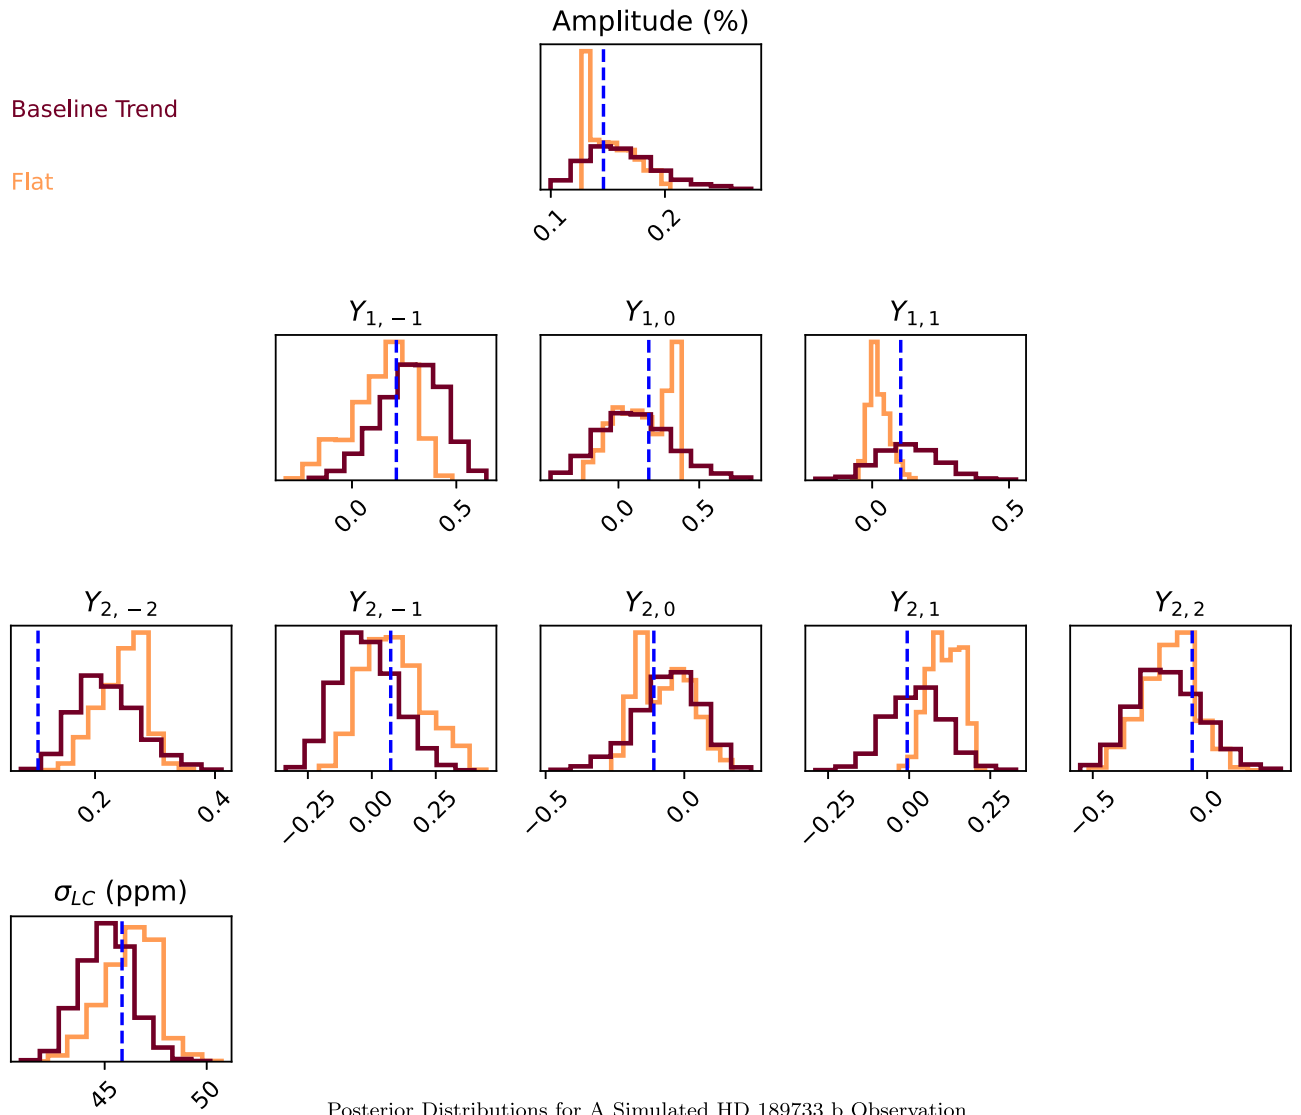 Amplitude (%)
Baseline Trend
Flat
0.1 0.2
Y1,−1 Y1,0 Y1,1
0.0 0.5 0.0 0.5 0.0 0.5
Y2,−2 Y2,−1 Y2,0 Y2,1 Y2,2
0.2 0.4 −0.25 0.00 0.25 −0.5 0.0 −0.25 0.00 0.25 −0.5 0.0
σLC (ppm)
45 50
Posterior Distributions for A Simulated HD 189733 b Observation